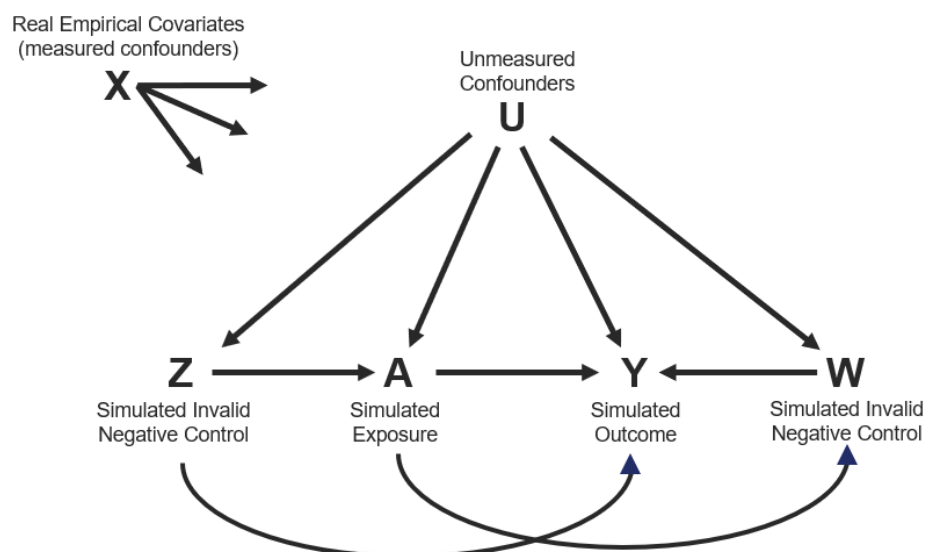 Real Empirical Covariates
(measured confounders)
X
Unmeasured
Confounders
U
Z
A
Y
W
Simulated Invalid
Negative Control
Simulated
Exposure
Simulated
Outcome
Simulated Invalid
Negative Control